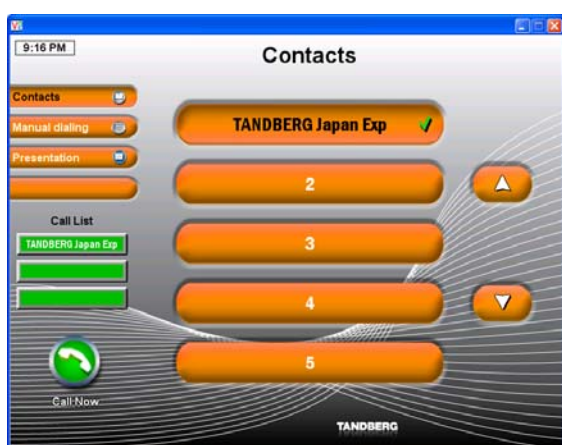 9:16 PM
Contacts
Contacts
Manual dialing
Presentation
Call List
TANDBERG Japan Exp
Call Now
TANDBERG Japan Exp
2
3
4
5
TANDBERG